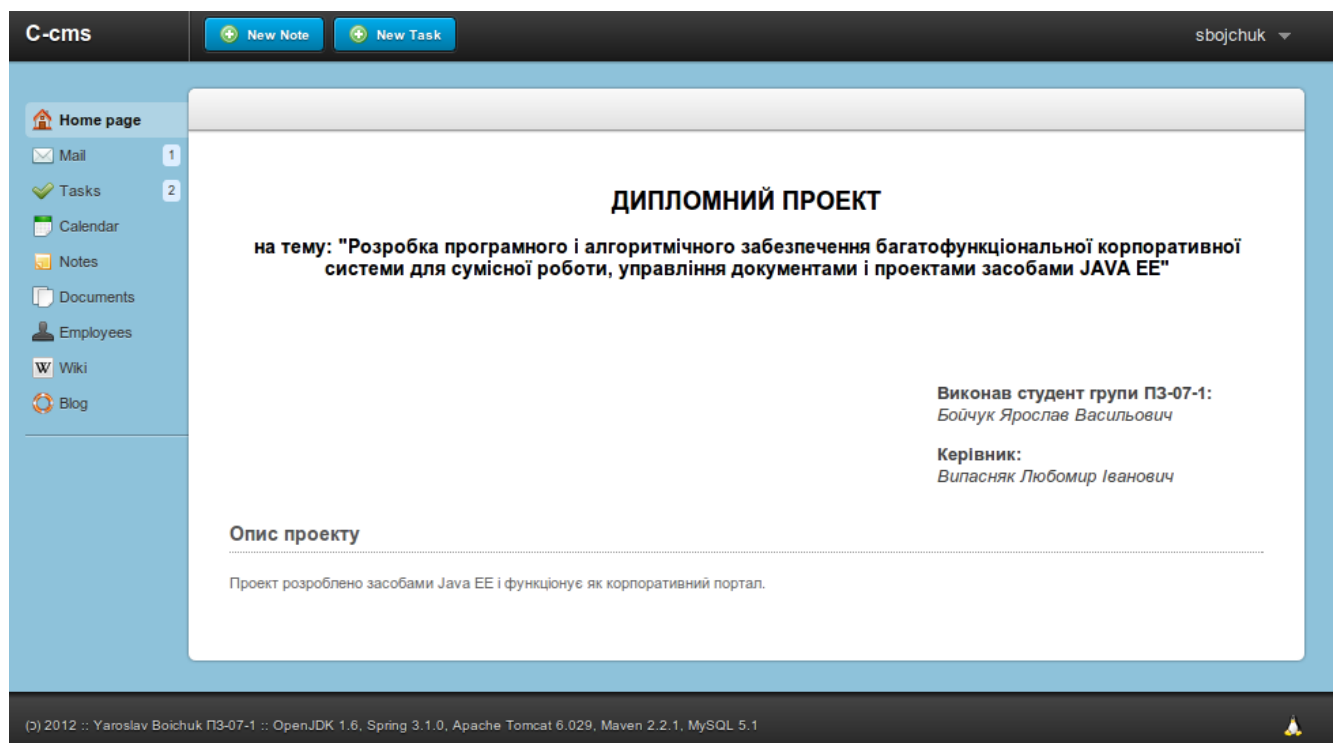 C-cms
New Note
New Task
sbojchuk
Home page
Mail 1
Tasks 2
Calendar
Notes
Documents
Employees
W Wiki
Blog
ДИПЛОМНИЙ ПРОЕКТ
на тему: "Розробка програмного і алгоритмічного забезпечення багатофункціональної корпоративної
системи для сумісної роботи, управління документами і проектами засобами JAVA EE"
Виконав студент групи ПЗ-07-1:
Бойчук Ярослав Васильович
Керівник:
Випасняк Любомир Іванович
Опис проекту
Проект розроблено засобами Java EE і функціонує як корпоративний портал.
(ɔ) 2012 :: Yaroslav Boichuk ПЗ-07-1 :: OpenJDK 1.6, Spring 3.1.0, Apache Tomcat 6.029, Maven 2.2.1, MySQL 5.1